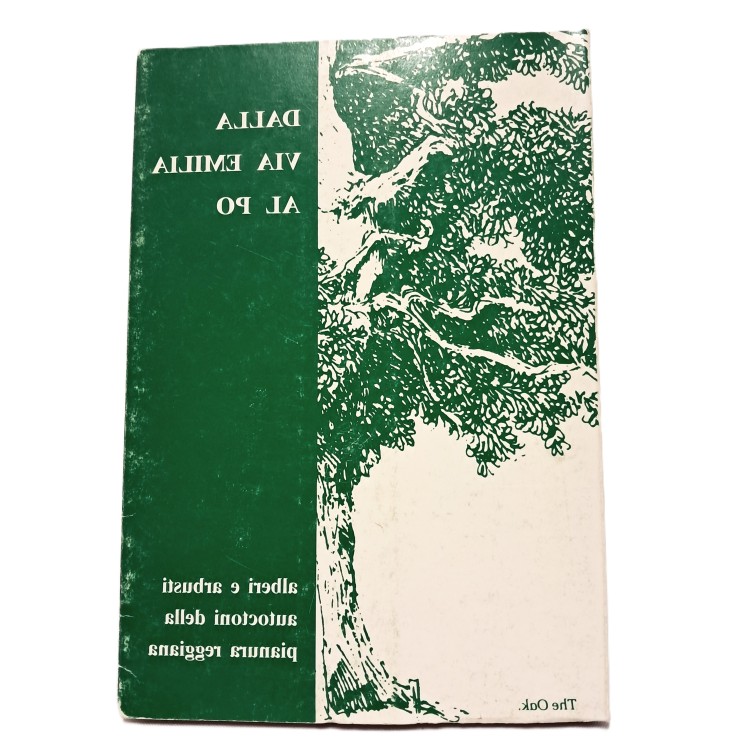 DALLA
VIA EMILIA
AL PO
alberi e arbusti
autoctoni della
pianura reggiana
The Oak.